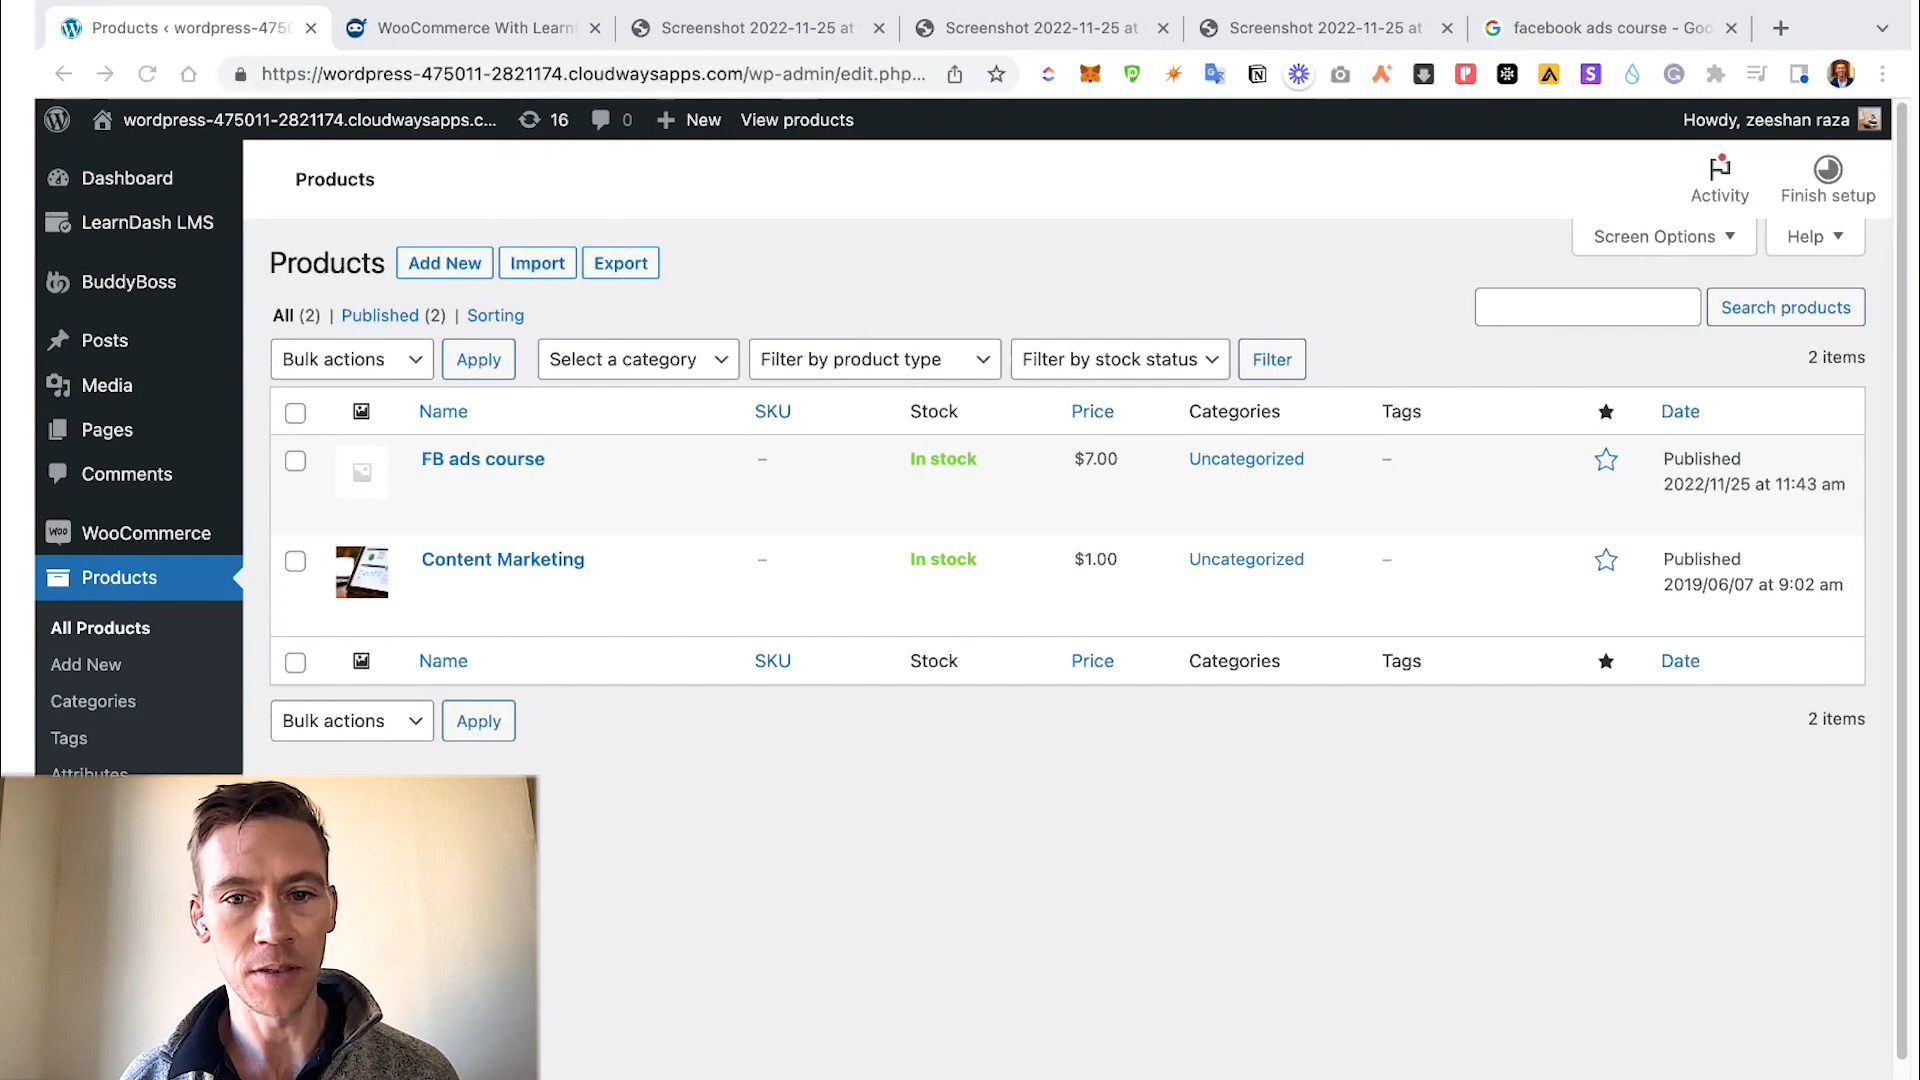 Products ‹ wordpress-475
WooCommerce With Learn
Screenshot 2022-11-25 at
Screenshot 2022-11-25 at
Screenshot 2022-11-25 at
facebook ads course - Goo
https://wordpress-475011-2821174.cloudwaysapps.com/wp-admin/edit.php...
wordpress-475011-2821174.cloudwaysapps.c...
16
0
New
View products
Howdy, zeeshan raza
Dashboard
LearnDash LMS
BuddyBoss
Posts
Media
Pages
Comments
WooCommerce
Products
All Products
Add New
Categories
Tags
Attributes
Products
Activity
Finish setup
Screen Options
Help
Products
Add New
Import
Export
All (2) | Published (2) | Sorting
Search products
Bulk actions
Apply
Select a category
Filter by product type
Filter by stock status
Filter
2 items
Name SKU Stock Price Categories Tags Date
FB ads course – In stock $7.00 Uncategorized – Published
2022/11/25 at 11:43 am
Content Marketing – In stock $1.00 Uncategorized – Published
2019/06/07 at 9:02 am
Name SKU Stock Price Categories Tags Date
Bulk actions
Apply
2 items